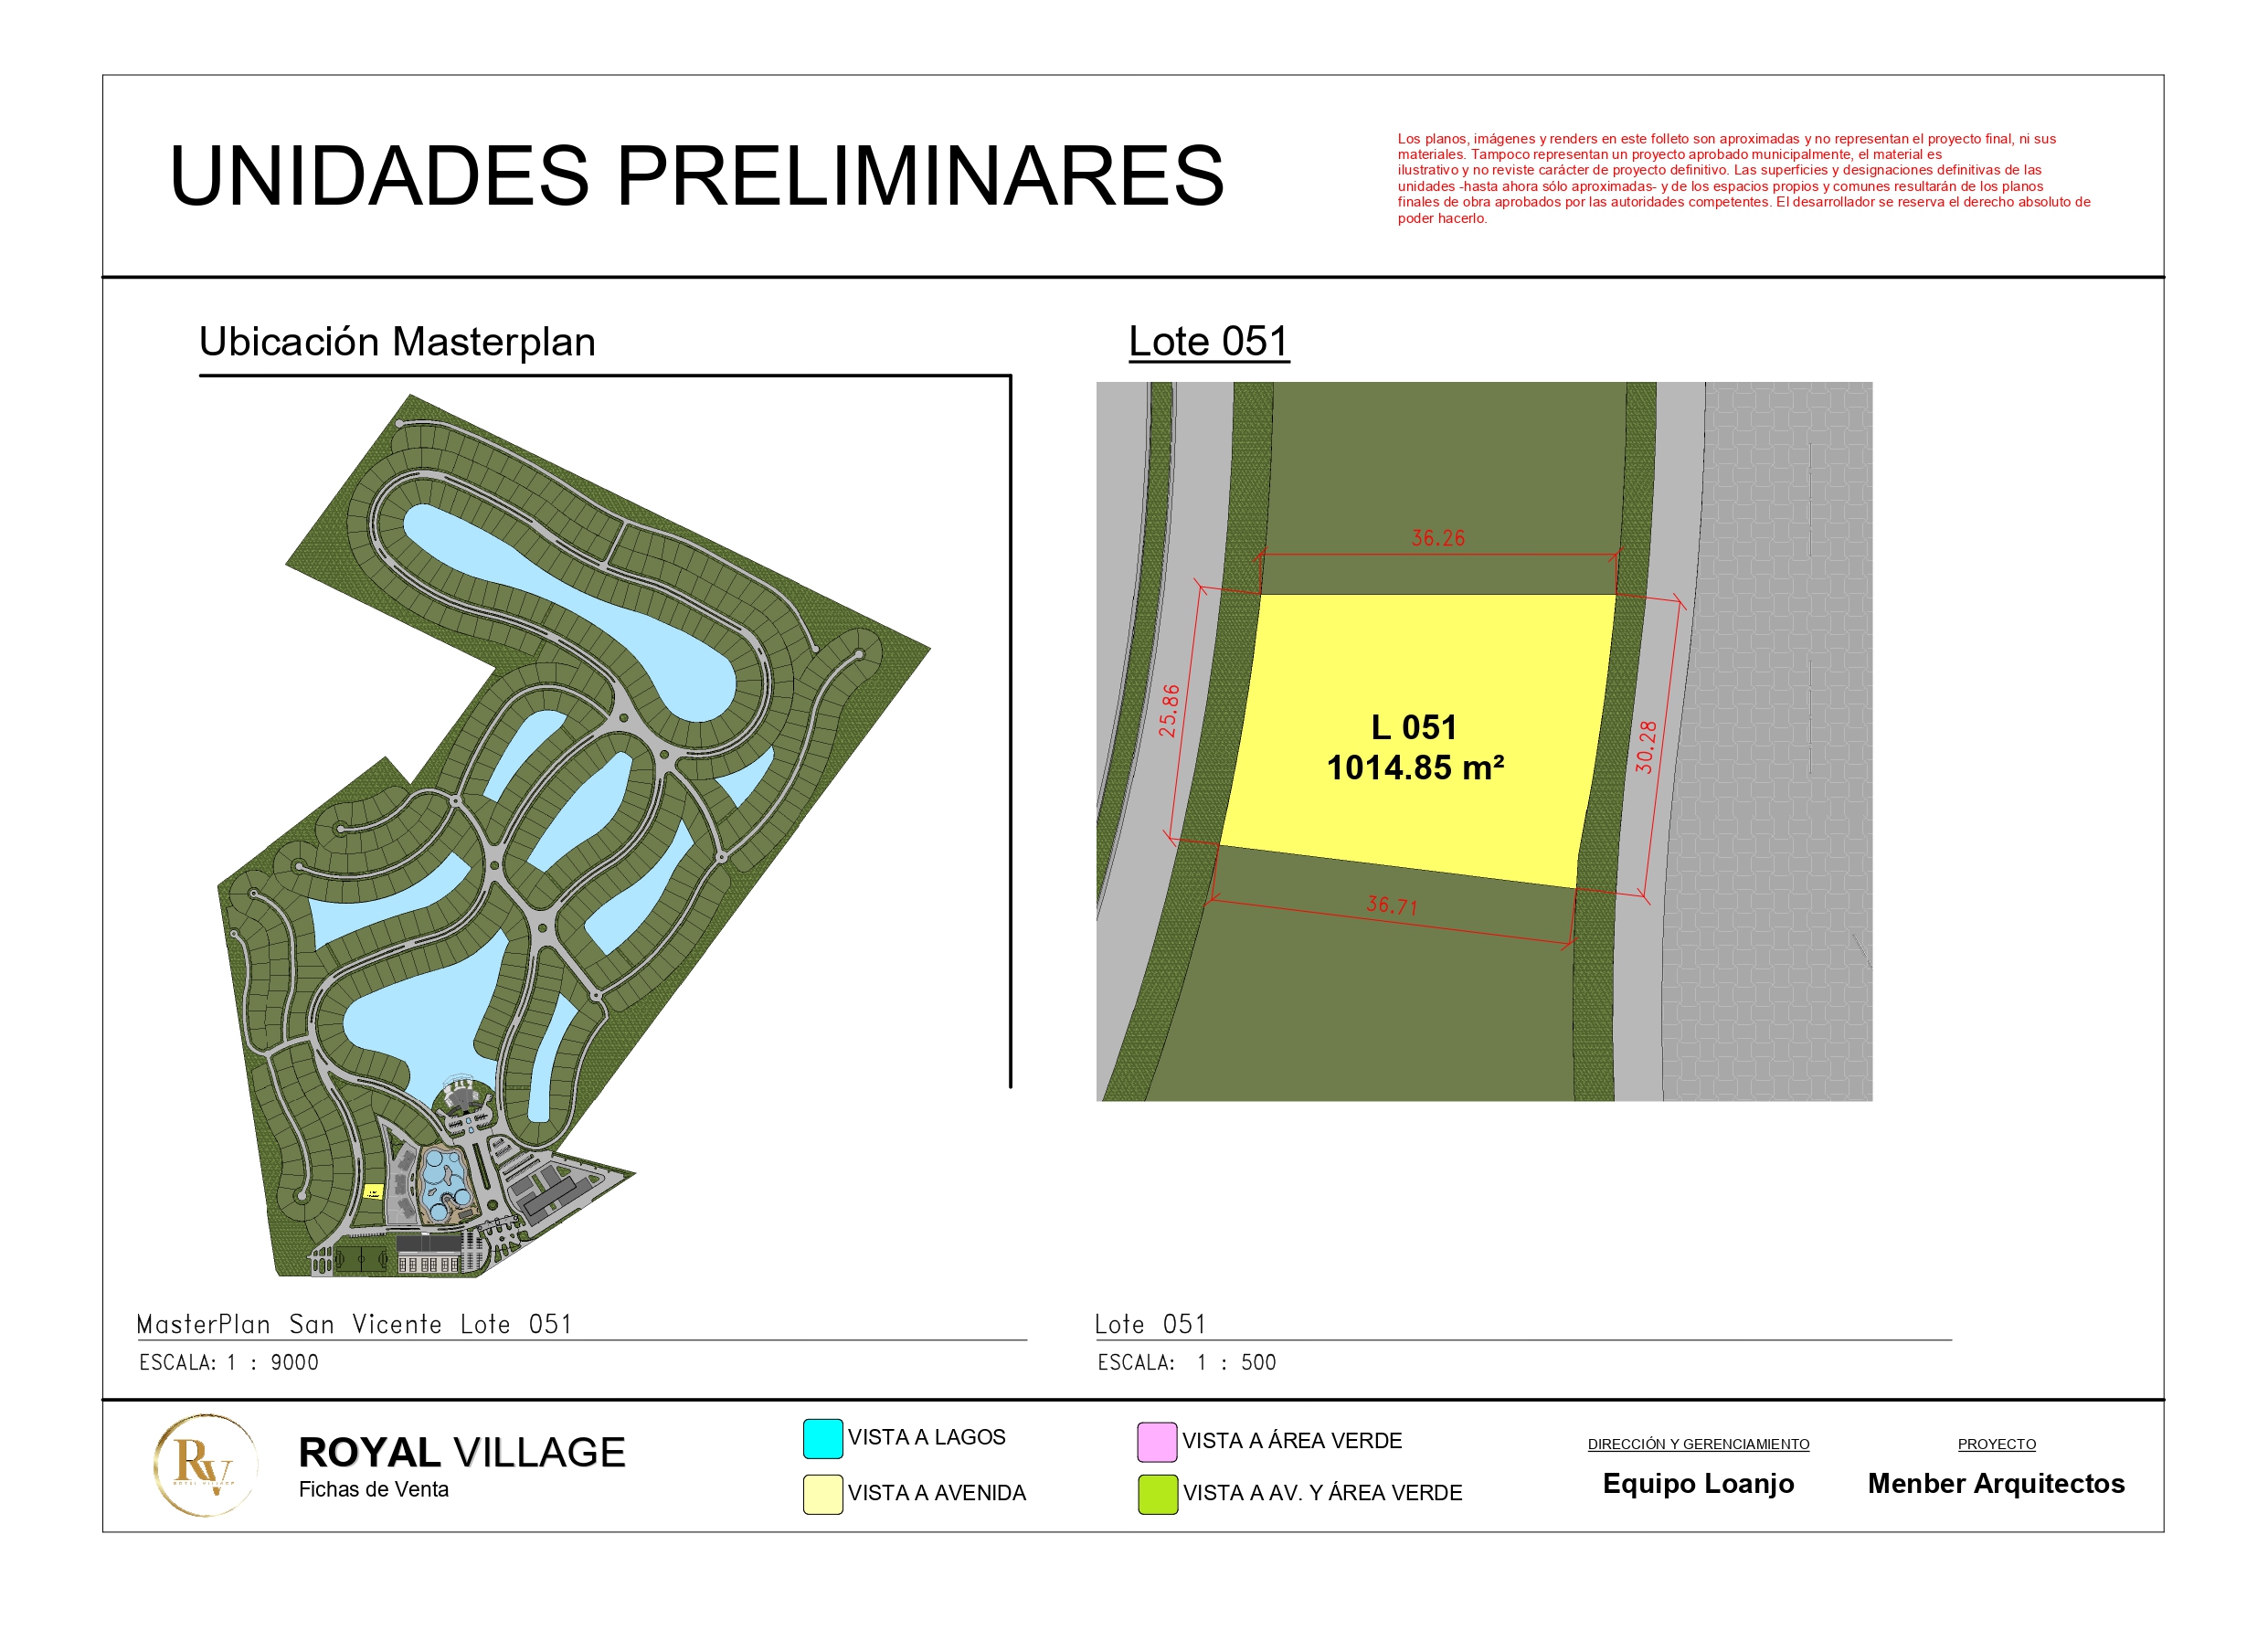 UNIDADES PRELIMINARES
Los planos, imágenes y renders en este folleto son aproximadas y no representan el proyecto final, ni sus
materiales. Tampoco representan un proyecto aprobado municipalmente, el material es
ilustrativo y no reviste carácter de proyecto definitivo. Las superficies y designaciones definitivas de las
unidades -hasta ahora sólo aproximadas- y de los espacios propios y comunes resultarán de los planos
finales de obra aprobados por las autoridades competentes. El desarrollador se reserva el derecho absoluto de
poder hacerlo.
Ubicación Masterplan
Lote 051
36.26
25.86
L 051
1014.85 m²
30.28
36.71
MasterPlan San Vicente Lote 051
ESCALA: 1 : 9000
Lote 051
ESCALA: 1 : 500
RV
ROYAL VILLAGE
ROYAL VILLAGE
Fichas de Venta
VISTA A LAGOS
VISTA A AVENIDA
VISTA A ÁREA VERDE
VISTA A AV. Y ÁREA VERDE
DIRECCIÓN Y GERENCIAMIENTO
Equipo Loanjo
PROYECTO
Menber Arquitectos